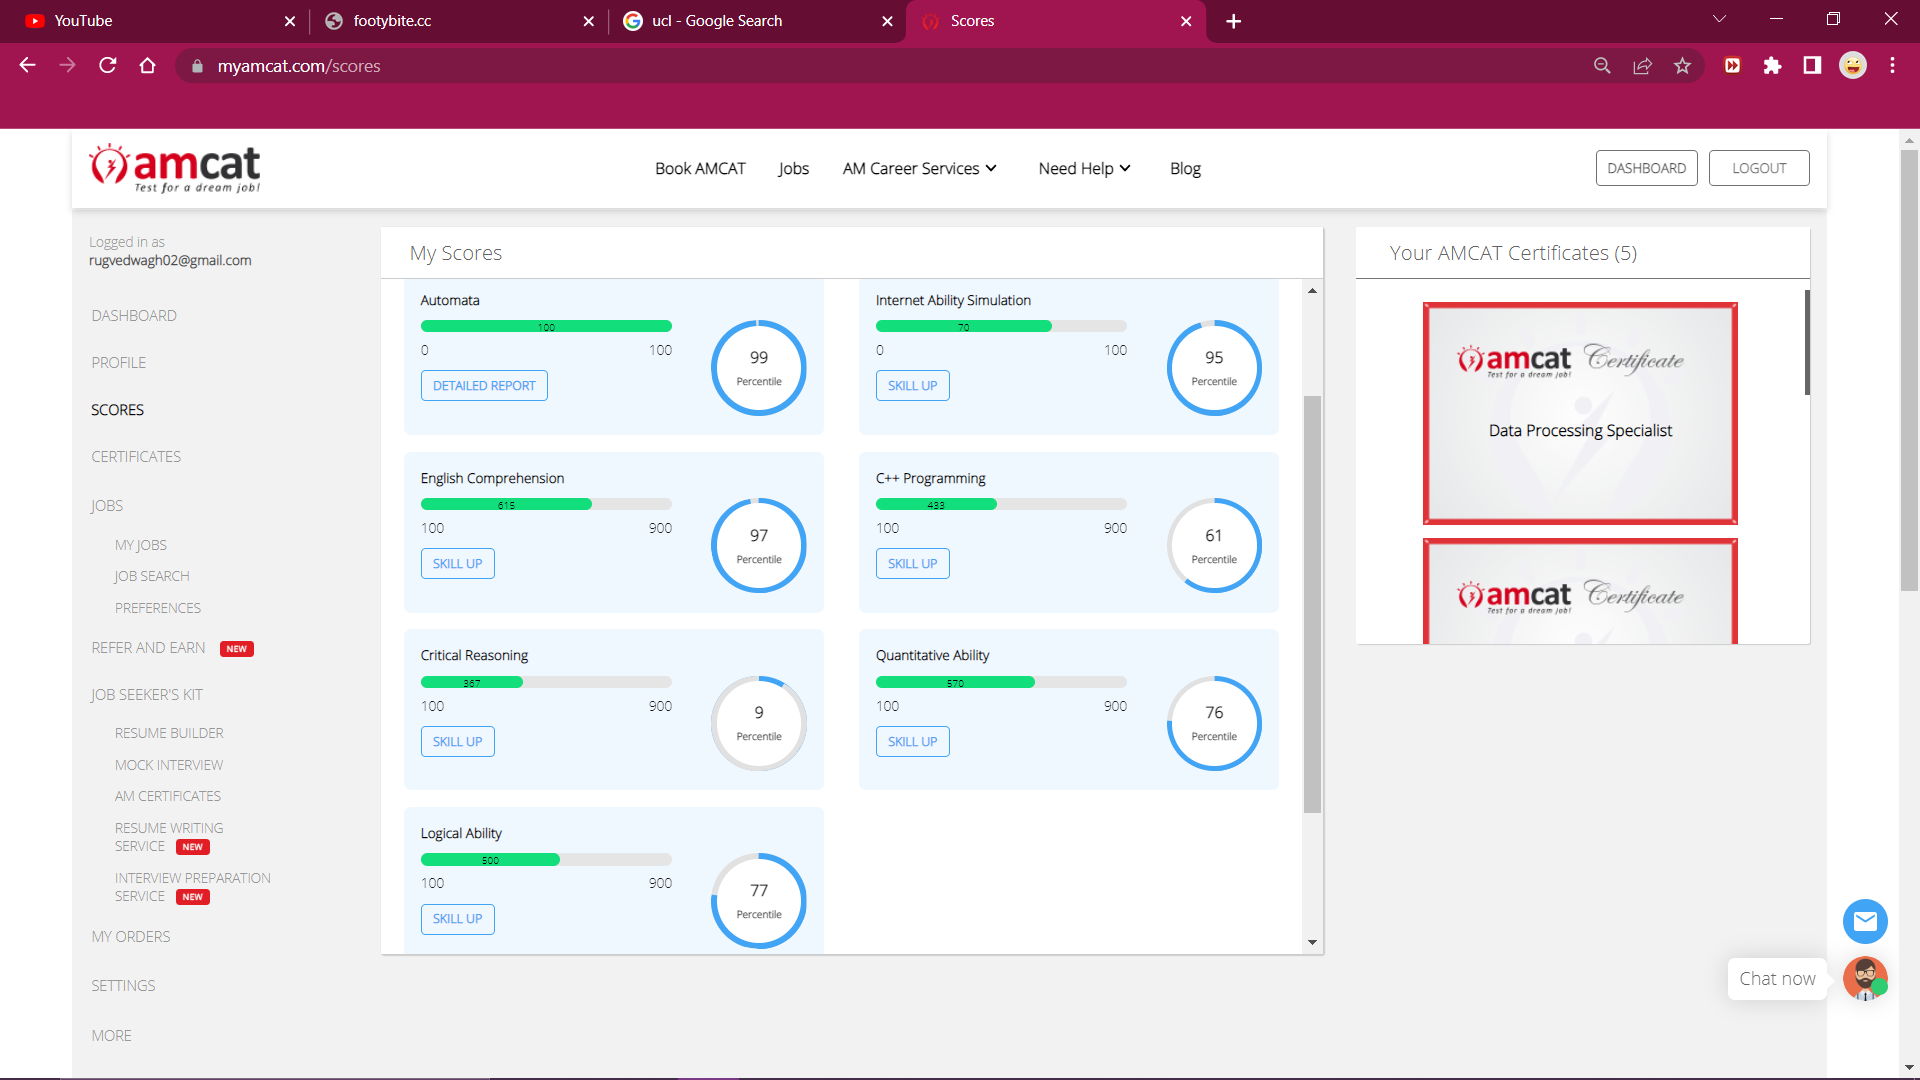 YouTube
footybite.cc
ucl - Google Search
Scores
myamcat.com/scores
amcat
Test for a dream job!
Book AMCAT
Jobs
AM Career Services
Need Help
Blog
DASHBOARD
LOGOUT
Logged in as
rugvedwagh02@gmail.com
DASHBOARD
PROFILE
SCORES
CERTIFICATES
JOBS
MY JOBS
JOB SEARCH
PREFERENCES
REFER AND EARN NEW
JOB SEEKER'S KIT
RESUME BUILDER
MOCK INTERVIEW
AM CERTIFICATES
RESUME WRITING
SERVICE NEW
INTERVIEW PREPARATION
SERVICE NEW
MY ORDERS
SETTINGS
MORE
My Scores
Automata
100
0 100
DETAILED REPORT
99
Percentile
Internet Ability Simulation
70
0 100
SKILL UP
95
Percentile
English Comprehension
615
100 900
SKILL UP
97
Percentile
C++ Programming
433
100 900
SKILL UP
61
Percentile
Critical Reasoning
367
100 900
SKILL UP
9
Percentile
Quantitative Ability
570
100 900
SKILL UP
76
Percentile
Logical Ability
500
100 900
SKILL UP
77
Percentile
Your AMCAT Certificates (5)
amcat Certificate
Test for a dream job!
Data Processing Specialist
amcat Certificate
Test for a dream job!
Chat now